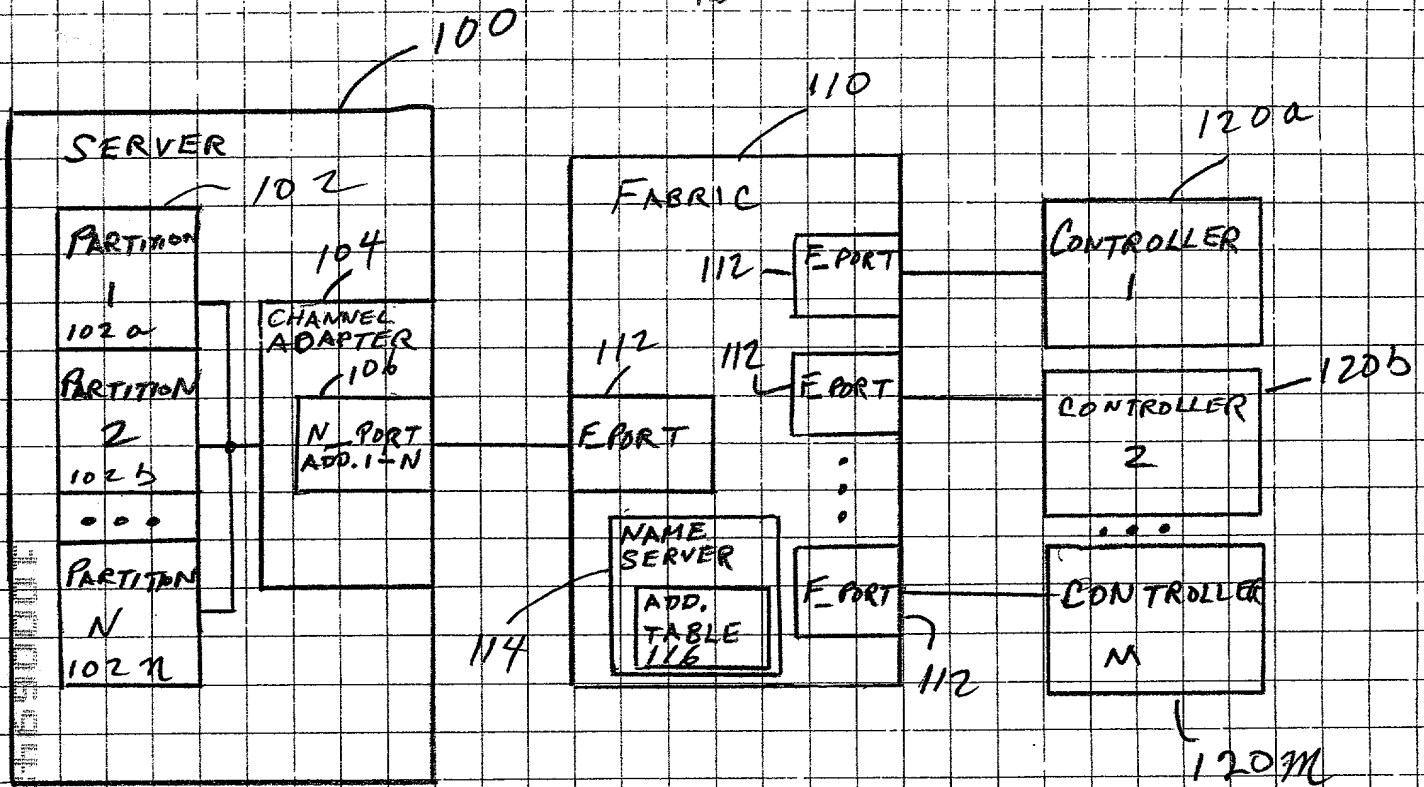 100
SERVER
102
PARTITION
1
102a
PARTITION
2
102b
• • •
PARTITON
N
102n
104
CHANNEL
ADAPTER
106
N_PORT
ADD. 1-N
110
FABRIC
112
F_PORT
112
F_PORT
112
F_PORT
NAME
SERVER
ADD.
TABLE
116
114
F_PORT
112
120a
CONTROLLER
1
120b
CONTROLLER
2
• • •
CONTROLLER
M
120m